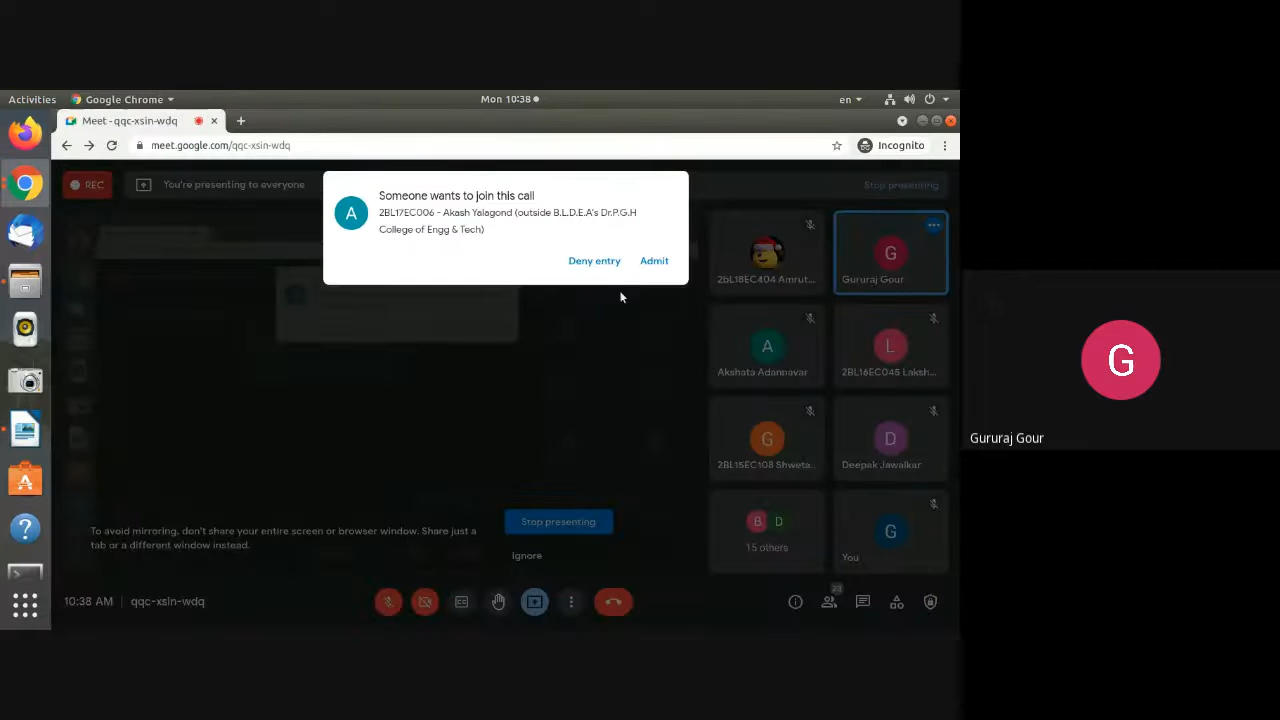 Activities
Google Chrome
Mon 10:38
en
Meet - qqc-xsin-wdq
meet.google.com/qqc-xsin-wdq
Incognito
REC
You're presenting to everyone
Stop presenting
Someone wants to join this call
A
2BL17EC006 - Akash Yalagond (outside B.L.D.E.A's Dr.P.G.H
College of Engg & Tech)
Deny entry
Admit
2bL18EC404 Amrut...
G
Gururaj Gour
A
Akshata Adannavar
L
2BL16EC045 Laksh...
G
2BL15EC108 Shweta...
D
Deepak Jawalkar
B D
15 others
G
You
To avoid mirroring, don't share your entire screen or browser window. Share just a
tab or a different window instead.
Stop presenting
Ignore
10:38 AM | qqc-xsin-wdq
G
Gururaj Gour